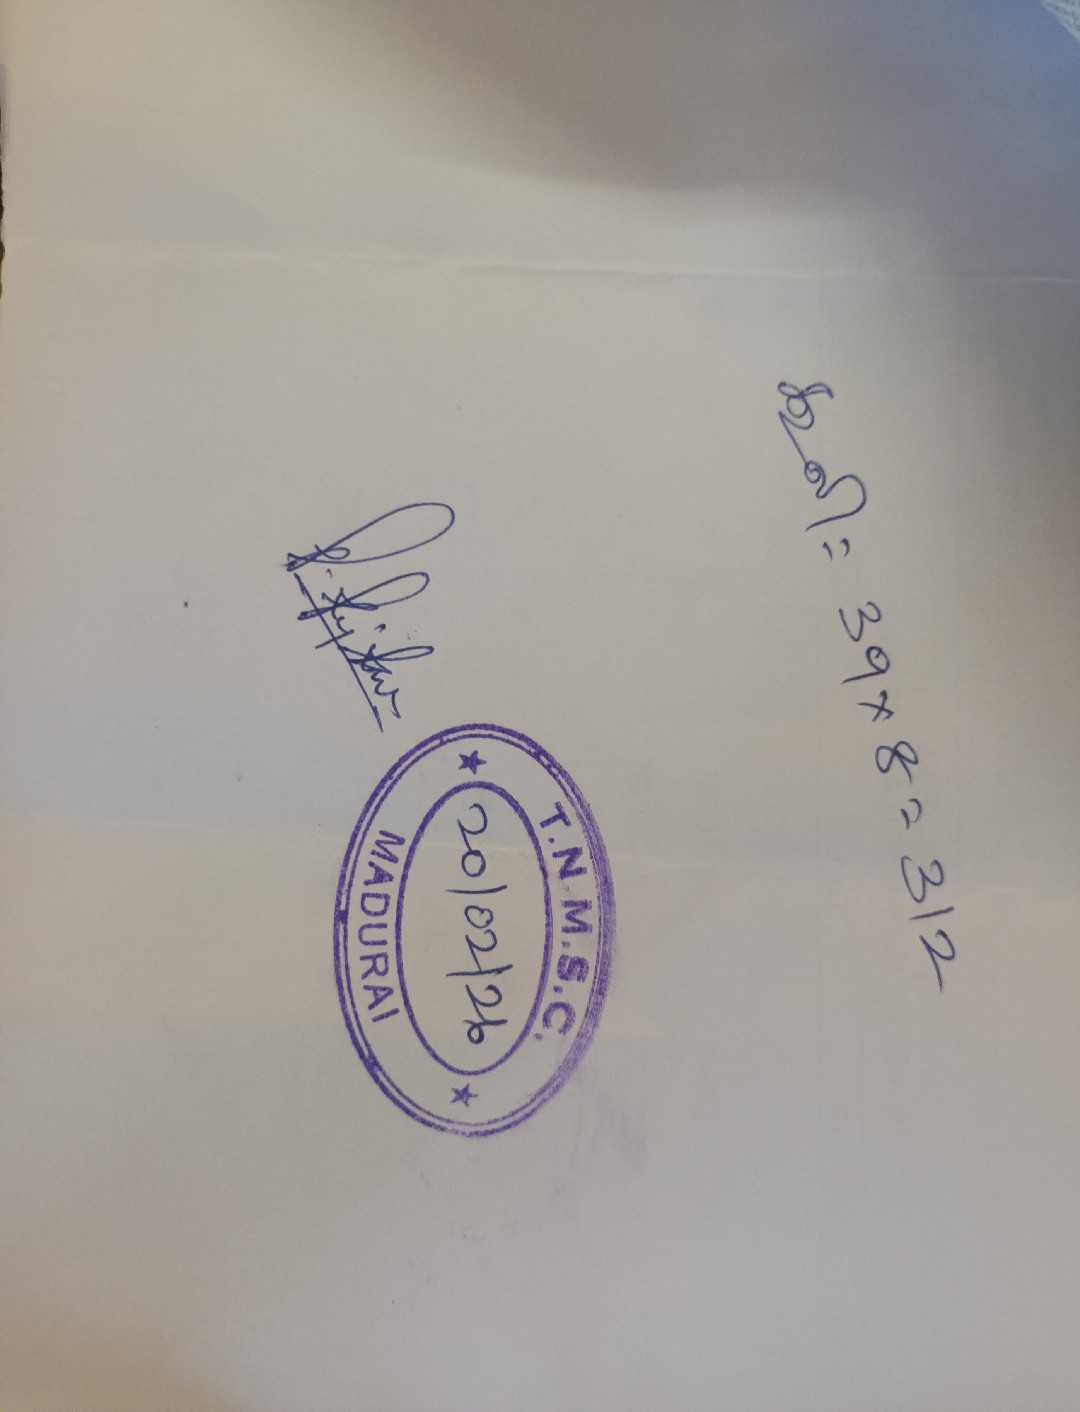 கூலி = 39 x 8 = 312
T.N.M.S.C.
20/02/26
MADURAI